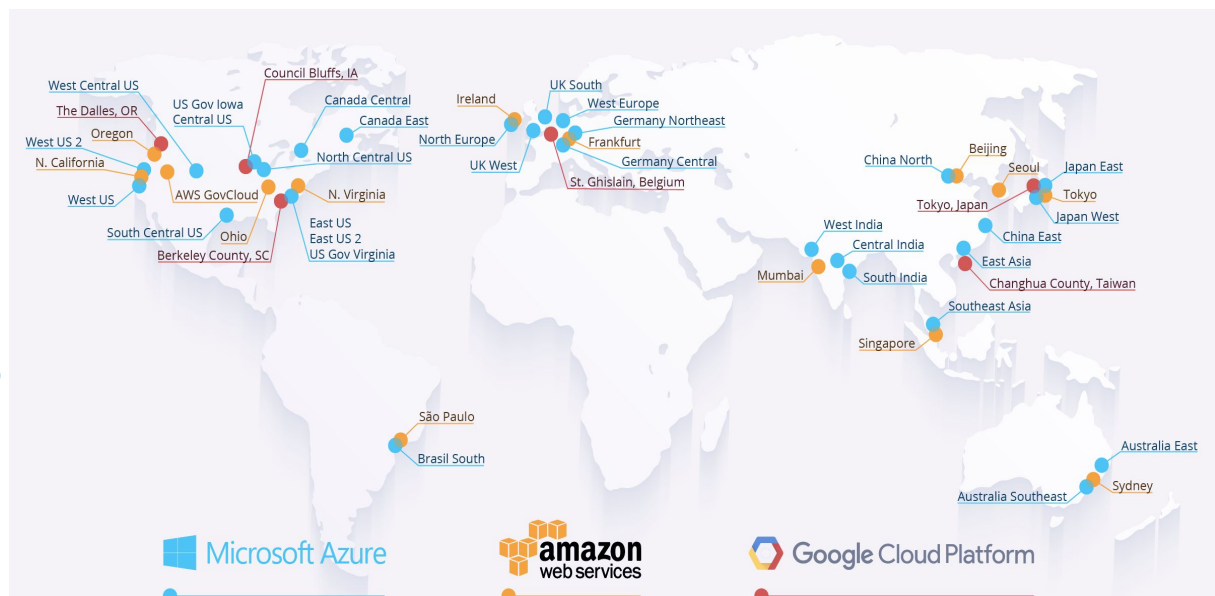 Council Bluffs, IA
West Central US
The Dalles, OR
US Gov Iowa
Central US
Canada Central
Canada East
Oregon
West US 2
N. California
North Central US
West US
AWS GovCloud
N. Virginia
South Central US
Ohio
East US
East US 2
US Gov Virginia
Berkeley County, SC
UK South
Ireland
West Europe
Germany Northeast
North Europe
Frankfurt
UK West
Germany Central
St. Ghislain, Belgium
Beijing
China North
Seoul
Japan East
Tokyo, Japan
Tokyo
Japan West
West India
China East
Central India
East Asia
Mumbai
South India
Changhua County, Taiwan
Southeast Asia
Singapore
São Paulo
Brasil South
Australia East
Sydney
Australia Southeast
Microsoft Azure
amazon
web services
Google Cloud Platform